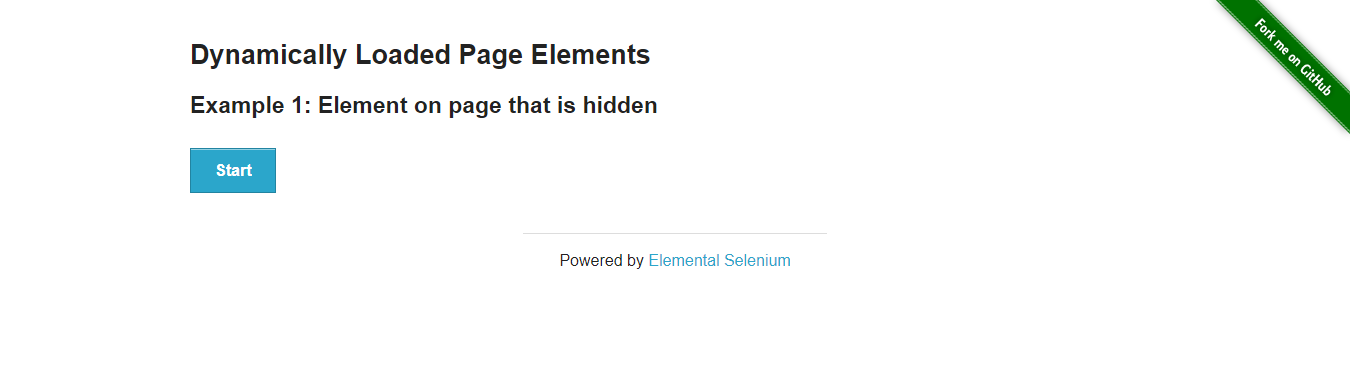 Dynamically Loaded Page Elements
Fork me on GitHub
Example 1: Element on page that is hidden
Start
Powered by Elemental Selenium